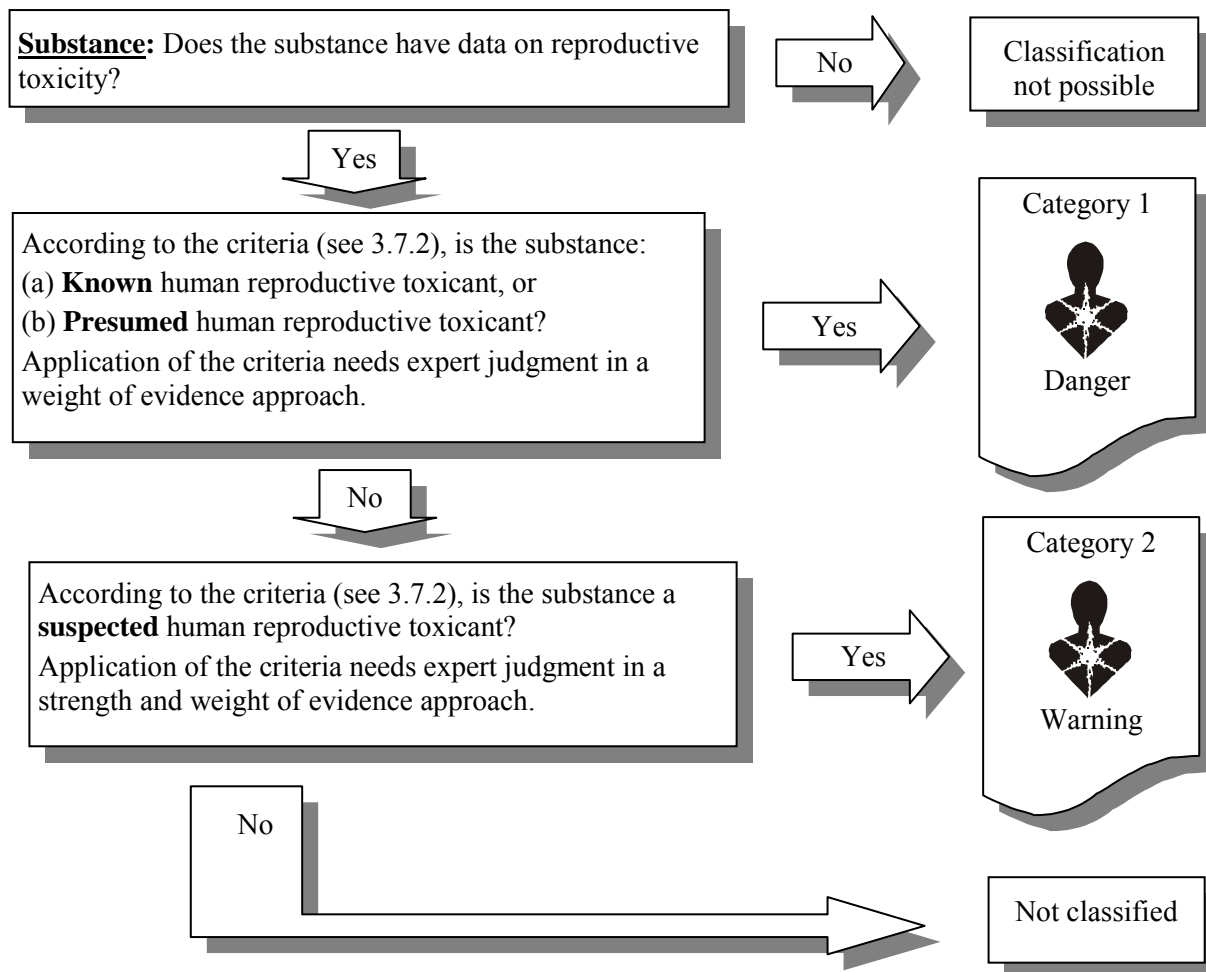 Substance: Does the substance have data on reproductive
toxicity?
No
Classification
not possible
Yes
According to the criteria (see 3.7.2), is the substance:
(a) Known human reproductive toxicant, or
(b) Presumed human reproductive toxicant?
Application of the criteria needs expert judgment in a
weight of evidence approach.
Yes
Category 1
Danger
No
According to the criteria (see 3.7.2), is the substance a
suspected human reproductive toxicant?
Application of the criteria needs expert judgment in a
strength and weight of evidence approach.
Yes
Category 2
Warning
No
Not classified